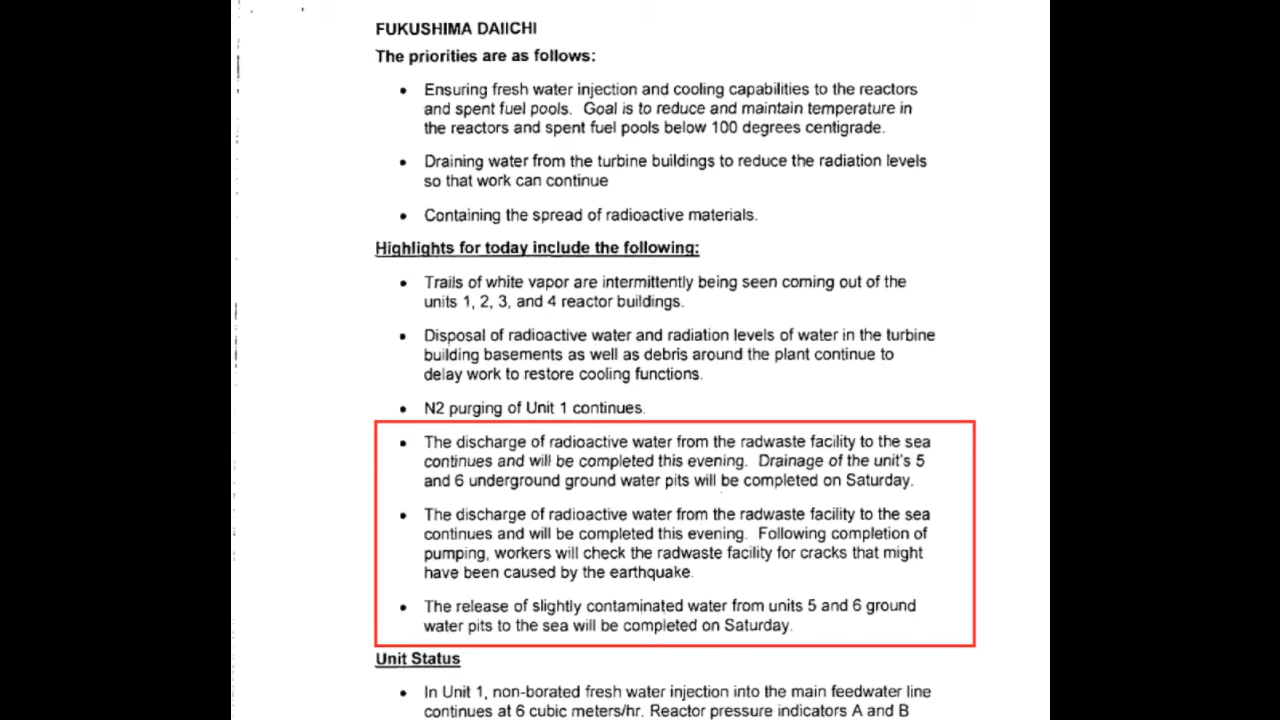 FUKUSHIMA DAIICHI
The priorities are as follows:
• Ensuring fresh water injection and cooling capabilities to the reactors
and spent fuel pools. Goal is to reduce and maintain temperature in
the reactors and spent fuel pools below 100 degrees centigrade.
• Draining water from the turbine buildings to reduce the radiation levels
so that work can continue
• Containing the spread of radioactive materials.
Highlights for today include the following:
• Trails of white vapor are intermittently being seen coming out of the
units 1, 2, 3, and 4 reactor buildings.
• Disposal of radioactive water and radiation levels of water in the turbine
building basements as well as debris around the plant continue to
delay work to restore cooling functions.
• N2 purging of Unit 1 continues.
• The discharge of radioactive water from the radwaste facility to the sea
continues and will be completed this evening. Drainage of the unit's 5
and 6 underground ground water pits will be completed on Saturday.
• The discharge of radioactive water from the radwaste facility to the sea
continues and will be completed this evening. Following completion of
pumping, workers will check the radwaste facility for cracks that might
have been caused by the earthquake.
• The release of slightly contaminated water from units 5 and 6 ground
water pits to the sea will be completed on Saturday.
Unit Status
• In Unit 1, non-borated fresh water injection into the main feedwater line
continues at 6 cubic meters/hr. Reactor pressure indicators A and B